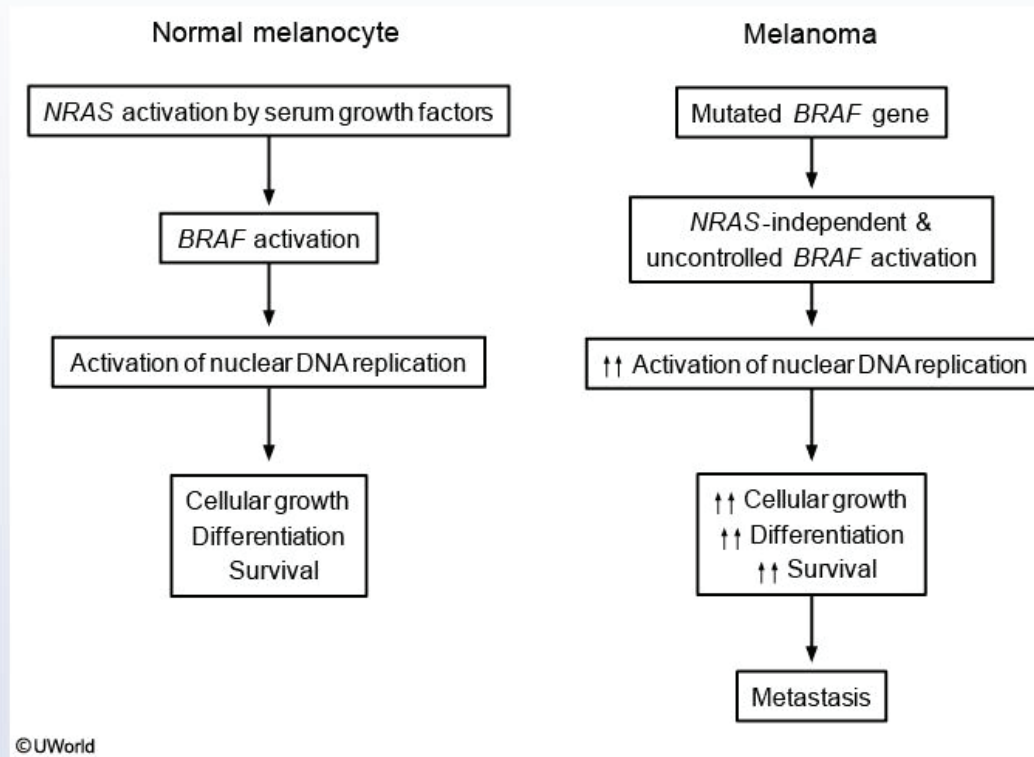 Normal melanocyte
NRAS activation by serum growth factors
BRAF activation
Activation of nuclear DNA replication
Cellular growth
Differentiation
Survival
Melanoma
Mutated BRAF gene
NRAS-independent &
uncontrolled BRAF activation
↑↑ Activation of nuclear DNA replication
↑↑ Cellular growth
↑↑ Differentiation
↑↑ Survival
Metastasis
©UWorld